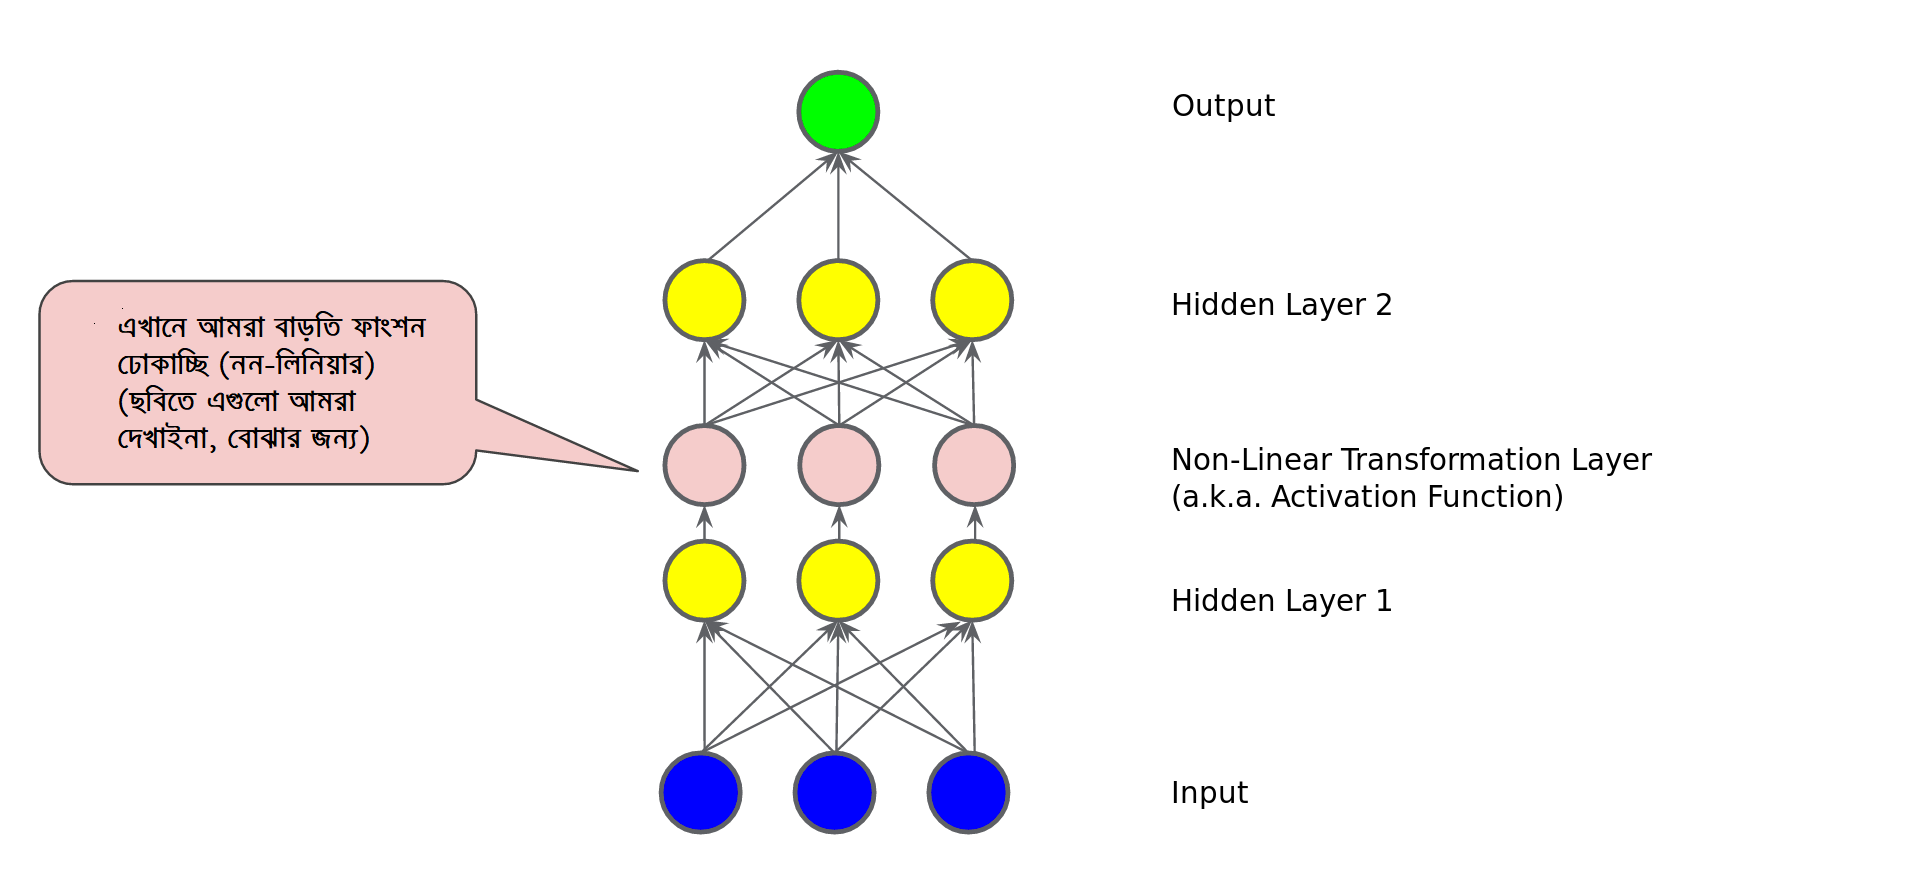 Output
এখানে আমরা বাড়তি ফাংশন
ঢোকাচ্ছি (নন-লিনিয়ার)
(ছবিতে এগুলো আমরা
দেখাইনা, বোঝার জন্য)
Hidden Layer 2
Non-Linear Transformation Layer
(a.k.a. Activation Function)
Hidden Layer 1
Input